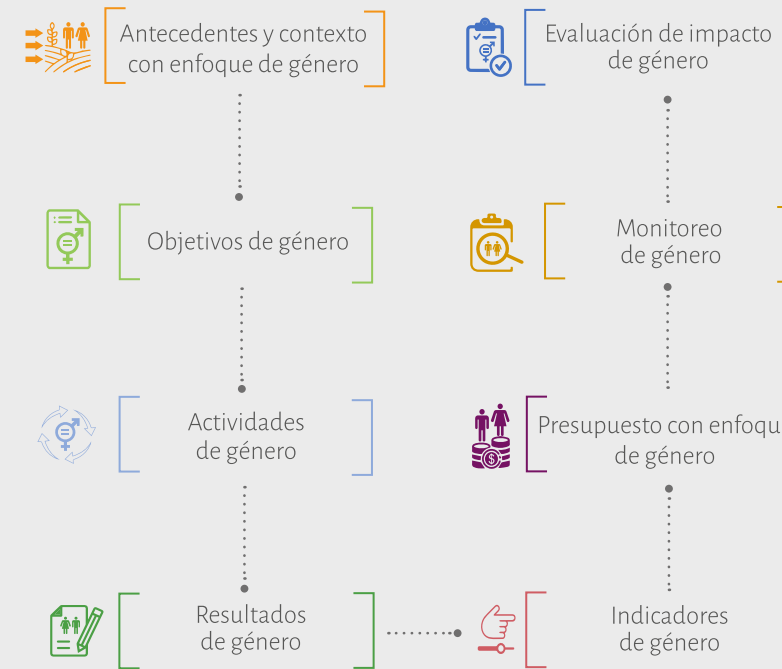 Antecedentes y contexto
con enfoque de género
Objetivos de género
Actividades
de género
Resultados
de género
Indicadores
de género
Presupuesto con enfoqu
de género
Monitoreo
de género
Evaluación de impacto
de género